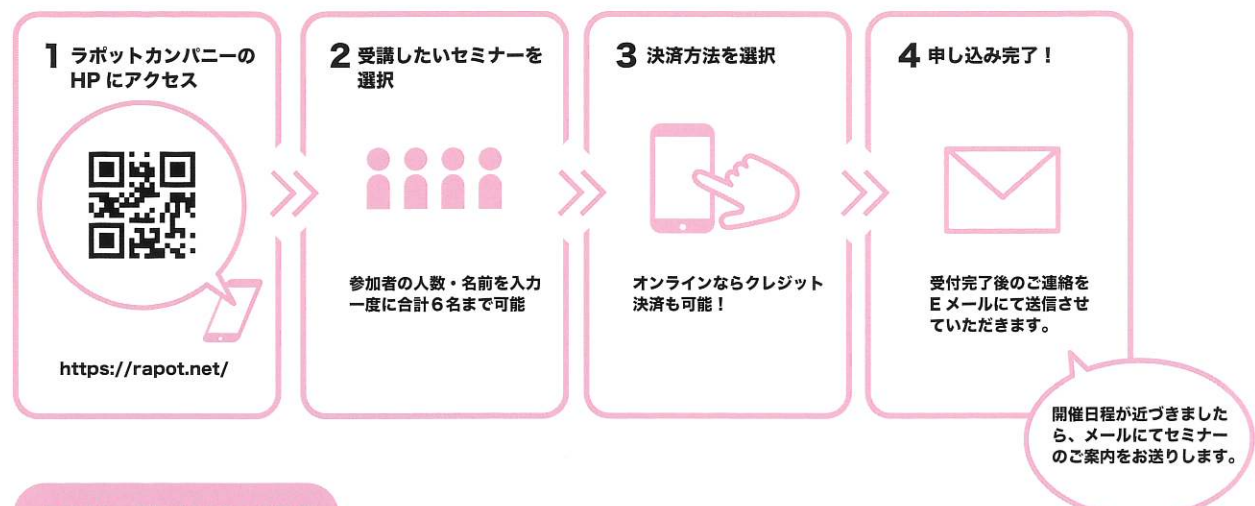 1 ラポットカンパニーの
HP にアクセス
https://rapot.net/
2 受講したいセミナーを
選択
参加者の人数・名前を入力
一度に合計6名まで可能
3 決済方法を選択
オンラインならクレジット
決済も可能！
4 申し込み完了！
受付完了後のご連絡を
E メールにて送信させ
ていただきます。
開催日程が近づきました
ら、メールにてセミナー
のご案内をお送りします。